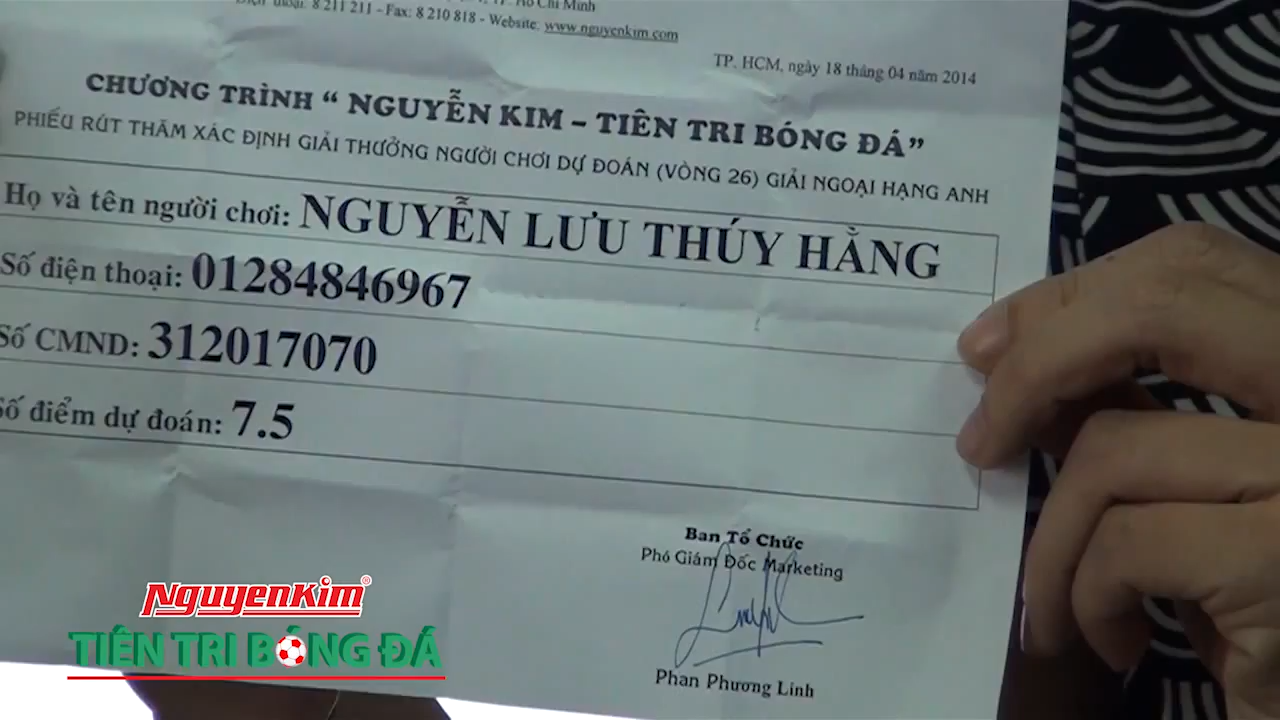 thoại: 8 211 211 - Fax: 8 210 818 - Website: www.nguyenkim.com
TP. HCM, ngày 18 tháng 04 năm 2014
CHƯƠNG TRÌNH “ NGUYỄN KIM – TIÊN TRI BÓNG ĐÁ”
PHIẾU RÚT THĂM XÁC ĐỊNH GIẢI THƯỞNG NGƯỜI CHƠI DỰ ĐOÁN (VÒNG 26) GIẢI NGOẠI HẠNG ANH
Họ và tên người chơi: NGUYỄN LƯU THÚY HẰNG
Số điện thoại: 01284846967
Số CMND: 312017070
Số điểm dự đoán: 7.5
Ban Tổ Chức
Phó Giám Đốc Marketing
Phan Phương Linh
NguyenKim®
TIÊN TRI BÓNG ĐÁ